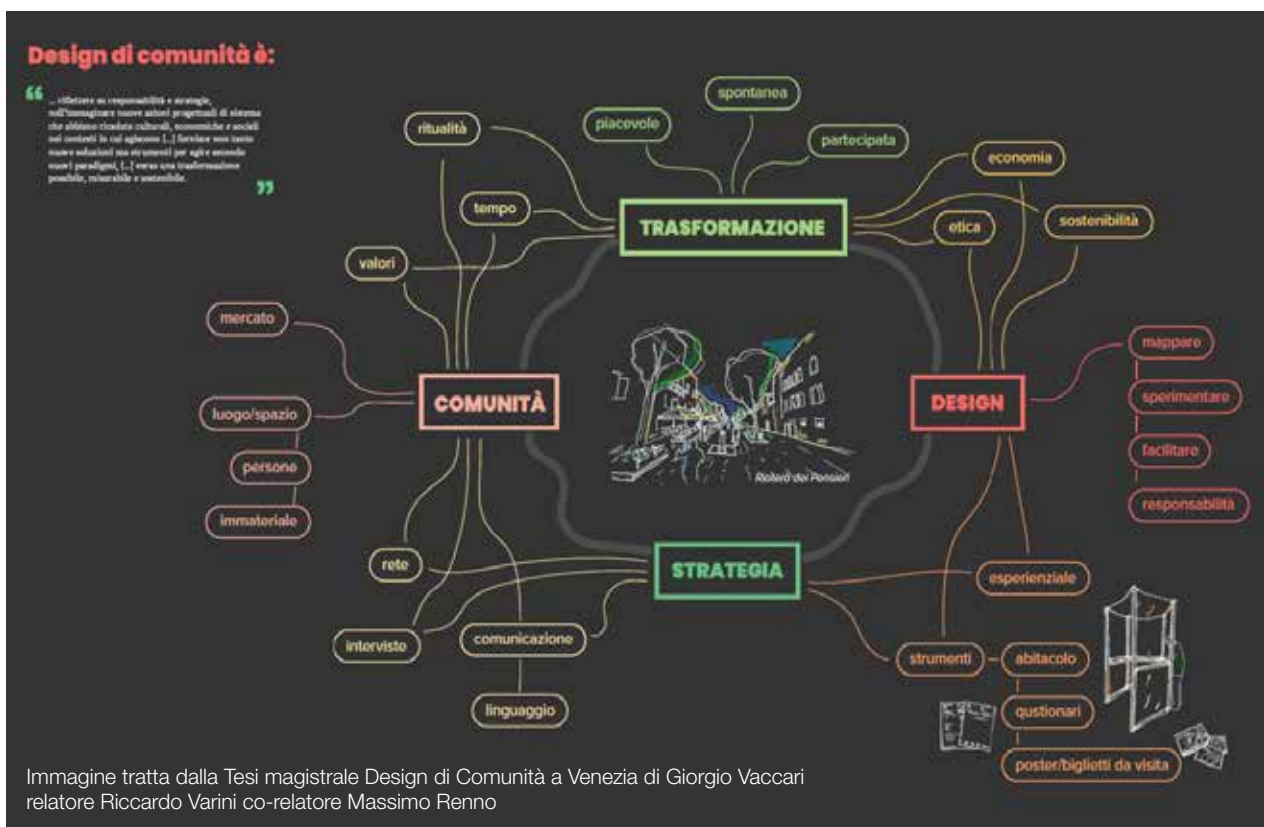 Design di comunità è:
“
... riflettere su responsabilità e strategie,
nell'immaginare nuove azioni progettuali di sistema
che abbiano ricadute culturali, economiche e sociali
nei contesti in cui agiscono [...] fornire non tanto
nuove soluzioni ma strumenti per agire secondo
nuovi paradigmi, [...] verso una trasformazione
possibile, misurabile e sostenibile.
”
spontanea
piacevole
partecipata
ritualità
economia
tempo
TRASFORMAZIONE
etica
sostenibilità
valori
mercato
mappare
COMUNITÀ
DESIGN
luogo/spazio
sperimentare
persone
facilitare
Rioterà dei Pensieri
immateriale
responsabilità
rete
STRATEGIA
esperienziale
interviste
comunicazione
strumenti
abitacolo
linguaggio
qustionari
poster/biglietti da visita
Immagine tratta dalla Tesi magistrale Design di Comunità a Venezia di Giorgio Vaccari
relatore Riccardo Varini co-relatore Massimo Renno